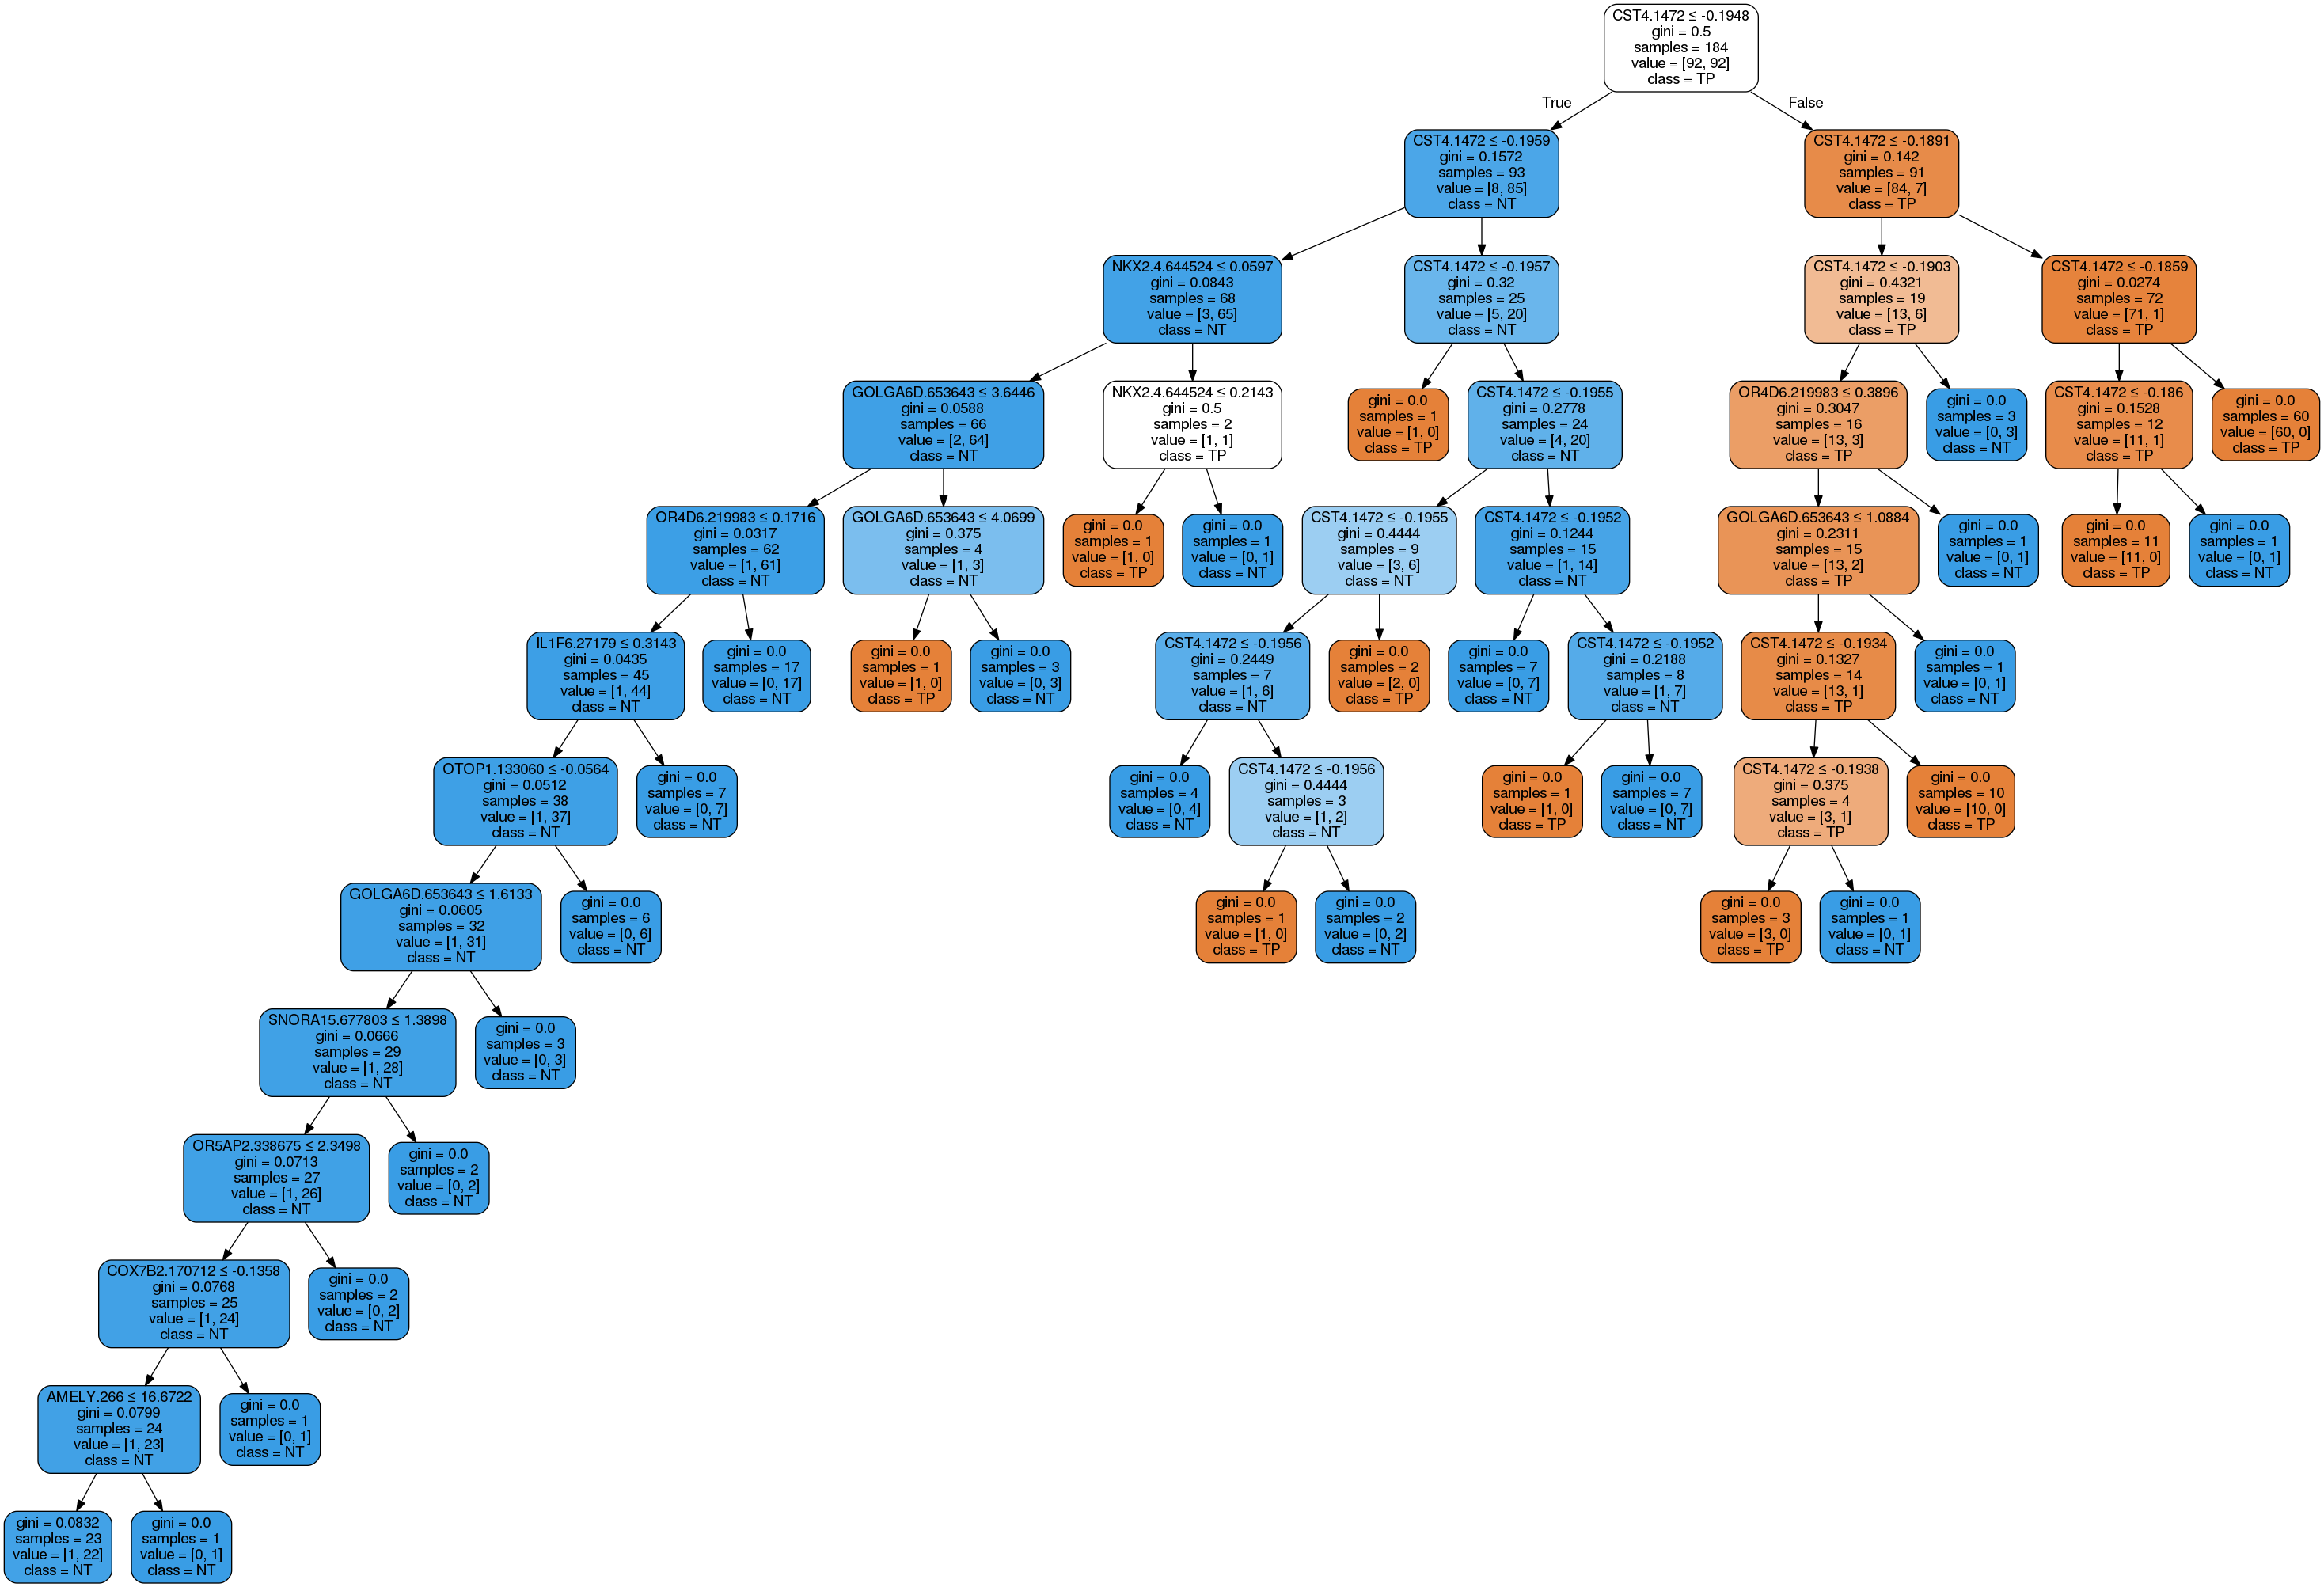 CST4.1472 ≤ -0.1948
gini = 0.5
samples = 184
value = [92, 92]
class = TP
True
False
CST4.1472 ≤ -0.1959
gini = 0.1572
samples = 93
value = [8, 85]
class = NT
CST4.1472 ≤ -0.1891
gini = 0.142
samples = 91
value = [84, 7]
class = TP
NKX2.4.644524 ≤ 0.0597
gini = 0.0843
samples = 68
value = [3, 65]
class = NT
CST4.1472 ≤ -0.1957
gini = 0.32
samples = 25
value = [5, 20]
class = NT
CST4.1472 ≤ -0.1903
gini = 0.4321
samples = 19
value = [13, 6]
class = TP
CST4.1472 ≤ -0.1859
gini = 0.0274
samples = 72
value = [71, 1]
class = TP
GOLGA6D.653643 ≤ 3.6446
gini = 0.0588
samples = 66
value = [2, 64]
class = NT
NKX2.4.644524 ≤ 0.2143
gini = 0.5
samples = 2
value = [1, 1]
class = TP
gini = 0.0
samples = 1
value = [1, 0]
class = TP
CST4.1472 ≤ -0.1955
gini = 0.2778
samples = 24
value = [4, 20]
class = NT
OR4D6.219983 ≤ 0.3896
gini = 0.3047
samples = 16
value = [13, 3]
class = TP
gini = 0.0
samples = 3
value = [0, 3]
class = NT
CST4.1472 ≤ -0.186
gini = 0.1528
samples = 12
value = [11, 1]
class = TP
gini = 0.0
samples = 60
value = [60, 0]
class = TP
OR4D6.219983 ≤ 0.1716
gini = 0.0317
samples = 62
value = [1, 61]
class = NT
GOLGA6D.653643 ≤ 4.0699
gini = 0.375
samples = 4
value = [1, 3]
class = NT
gini = 0.0
samples = 1
value = [1, 0]
class = TP
gini = 0.0
samples = 1
value = [0, 1]
class = NT
CST4.1472 ≤ -0.1955
gini = 0.4444
samples = 9
value = [3, 6]
class = NT
CST4.1472 ≤ -0.1952
gini = 0.1244
samples = 15
value = [1, 14]
class = NT
GOLGA6D.653643 ≤ 1.0884
gini = 0.2311
samples = 15
value = [13, 2]
class = TP
gini = 0.0
samples = 1
value = [0, 1]
class = NT
gini = 0.0
samples = 11
value = [11, 0]
class = TP
gini = 0.0
samples = 1
value = [0, 1]
class = NT
IL1F6.27179 ≤ 0.3143
gini = 0.0435
samples = 45
value = [1, 44]
class = NT
gini = 0.0
samples = 17
value = [0, 17]
class = NT
gini = 0.0
samples = 1
value = [1, 0]
class = TP
gini = 0.0
samples = 3
value = [0, 3]
class = NT
CST4.1472 ≤ -0.1956
gini = 0.2449
samples = 7
value = [1, 6]
class = NT
gini = 0.0
samples = 2
value = [2, 0]
class = TP
gini = 0.0
samples = 7
value = [0, 7]
class = NT
CST4.1472 ≤ -0.1952
gini = 0.2188
samples = 8
value = [1, 7]
class = NT
CST4.1472 ≤ -0.1934
gini = 0.1327
samples = 14
value = [13, 1]
class = TP
gini = 0.0
samples = 1
value = [0, 1]
class = NT
OTOP1.133060 ≤ -0.0564
gini = 0.0512
samples = 38
value = [1, 37]
class = NT
gini = 0.0
samples = 7
value = [0, 7]
class = NT
gini = 0.0
samples = 4
value = [0, 4]
class = NT
CST4.1472 ≤ -0.1956
gini = 0.4444
samples = 3
value = [1, 2]
class = NT
gini = 0.0
samples = 1
value = [1, 0]
class = TP
gini = 0.0
samples = 7
value = [0, 7]
class = NT
CST4.1472 ≤ -0.1938
gini = 0.375
samples = 4
value = [3, 1]
class = TP
gini = 0.0
samples = 10
value = [10, 0]
class = TP
GOLGA6D.653643 ≤ 1.6133
gini = 0.0605
samples = 32
value = [1, 31]
class = NT
gini = 0.0
samples = 6
value = [0, 6]
class = NT
gini = 0.0
samples = 1
value = [1, 0]
class = TP
gini = 0.0
samples = 2
value = [0, 2]
class = NT
gini = 0.0
samples = 3
value = [3, 0]
class = TP
gini = 0.0
samples = 1
value = [0, 1]
class = NT
SNORA15.677803 ≤ 1.3898
gini = 0.0666
samples = 29
value = [1, 28]
class = NT
gini = 0.0
samples = 3
value = [0, 3]
class = NT
OR5AP2.338675 ≤ 2.3498
gini = 0.0713
samples = 27
value = [1, 26]
class = NT
gini = 0.0
samples = 2
value = [0, 2]
class = NT
COX7B2.170712 ≤ -0.1358
gini = 0.0768
samples = 25
value = [1, 24]
class = NT
gini = 0.0
samples = 2
value = [0, 2]
class = NT
AMELY.266 ≤ 16.6722
gini = 0.0799
samples = 24
value = [1, 23]
class = NT
gini = 0.0
samples = 1
value = [0, 1]
class = NT
gini = 0.0832
samples = 23
value = [1, 22]
class = NT
gini = 0.0
samples = 1
value = [0, 1]
class = NT